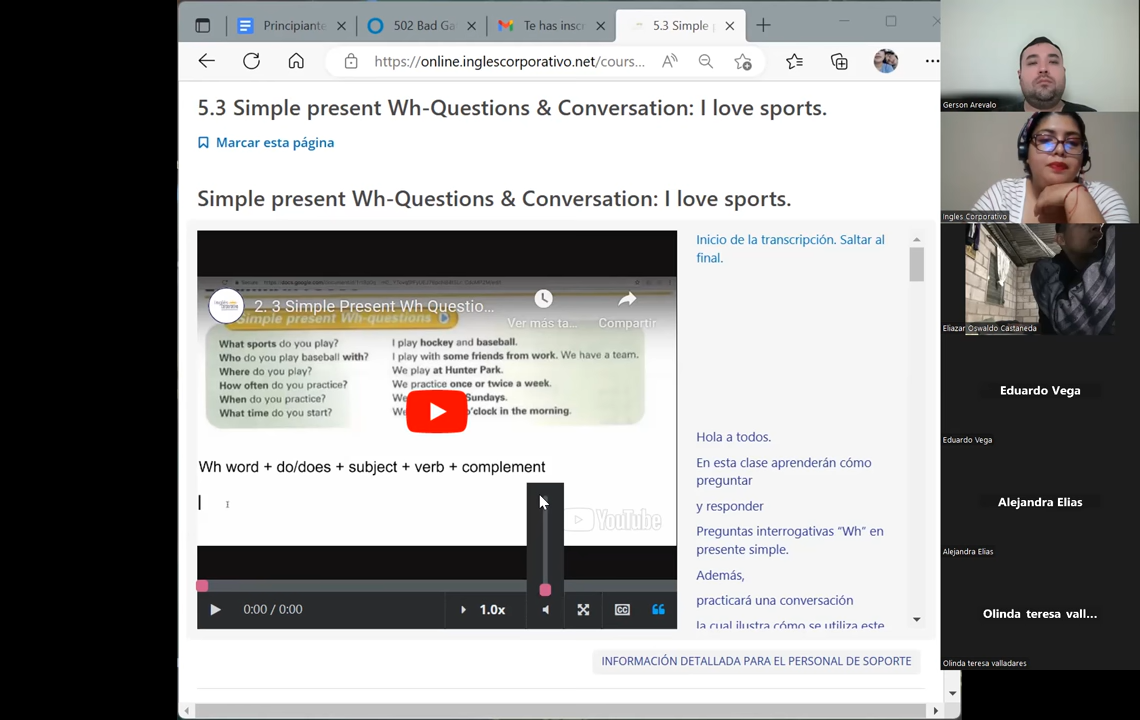 Principiante
502 Bad Ga
Te has insc
5.3 Simple
https://online.inglescorporativo.net/cours...
5.3 Simple present Wh-Questions & Conversation: I love sports.
Marcar esta página
Simple present Wh-Questions & Conversation: I love sports.
2. 3 Simple Present Wh Questio...
Ver más ta...
Compartir
Simple present Wh-questions
What sports do you play?
I play hockey and baseball.
Who do you play baseball with?
I play with some friends from work. We have a team.
Where do you play?
We play at Hunter Park.
How often do you practice?
We practice once or twice a week.
When do you practice?
We
Sundays.
What time do you start?
We
o'clock in the morning.
Wh word + do/does + subject + verb + complement
YouTube
0:00 / 0:00
1.0x
CC
Inicio de la transcripción. Saltar al
final.
Hola a todos.
En esta clase aprenderán cómo
preguntar
y responder
Preguntas interrogativas “Wh” en
presente simple.
Además,
practicará una conversación
la cual ilustra cómo se utiliza este
INFORMACIÓN DETALLADA PARA EL PERSONAL DE SOPORTE
Gerson Arevalo
Ingles Corporativo
Eliazar Oswaldo Castaneda
Eduardo Vega
Eduardo Vega
Alejandra Elias
Alejandra Elias
Olinda teresa vall...
Olinda teresa valladares